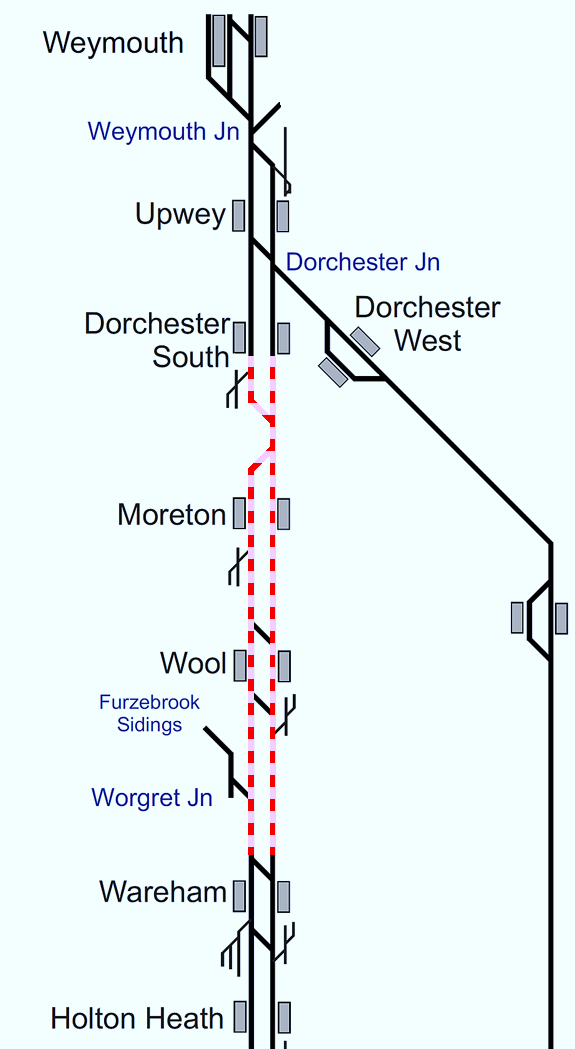 Weymouth
Weymouth Jn
Upwey
Dorchester Jn
Dorchester
West
Dorchester
South
Moreton
Wool
Furzebrook
Sidings
Worgret Jn
Wareham
Holton Heath